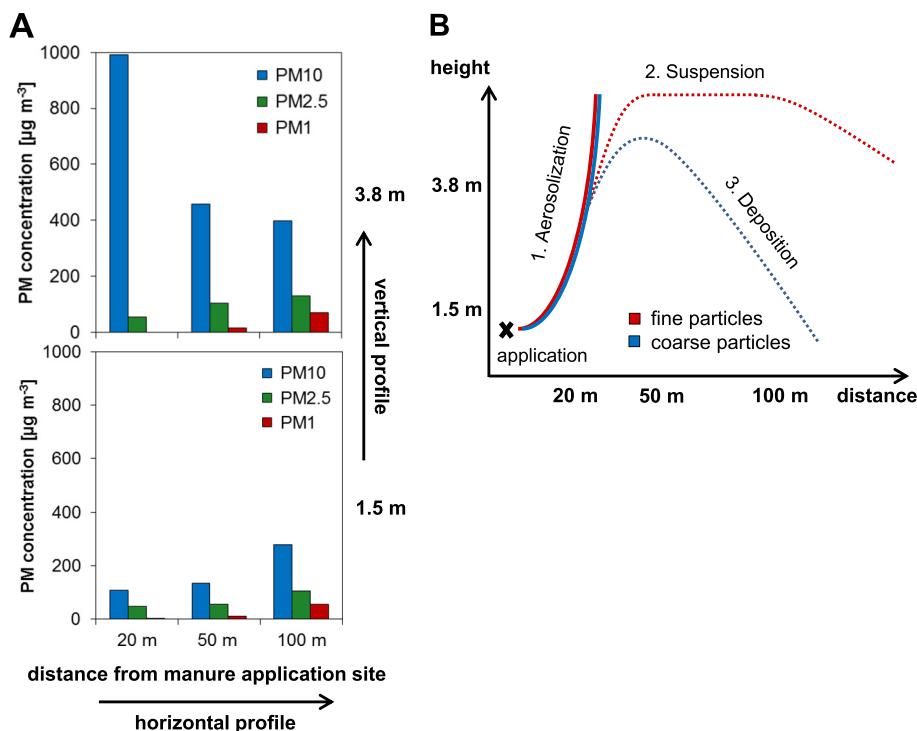 A
PM concentration [µg m⁻³]
1000
800
600
400
200
0
PM10
PM2.5
PM1
3.8 m
vertical profile
1.5 m
PM concentration [µg m⁻³]
1000
800
600
400
200
0
PM10
PM2.5
PM1
20 m
50 m
100 m
distance from manure application site
horizontal profile
B
height
2. Suspension
1. Aerosolization
3. Deposition
3.8 m
1.5 m
fine particles
coarse particles
application
20 m
50 m
100 m
distance